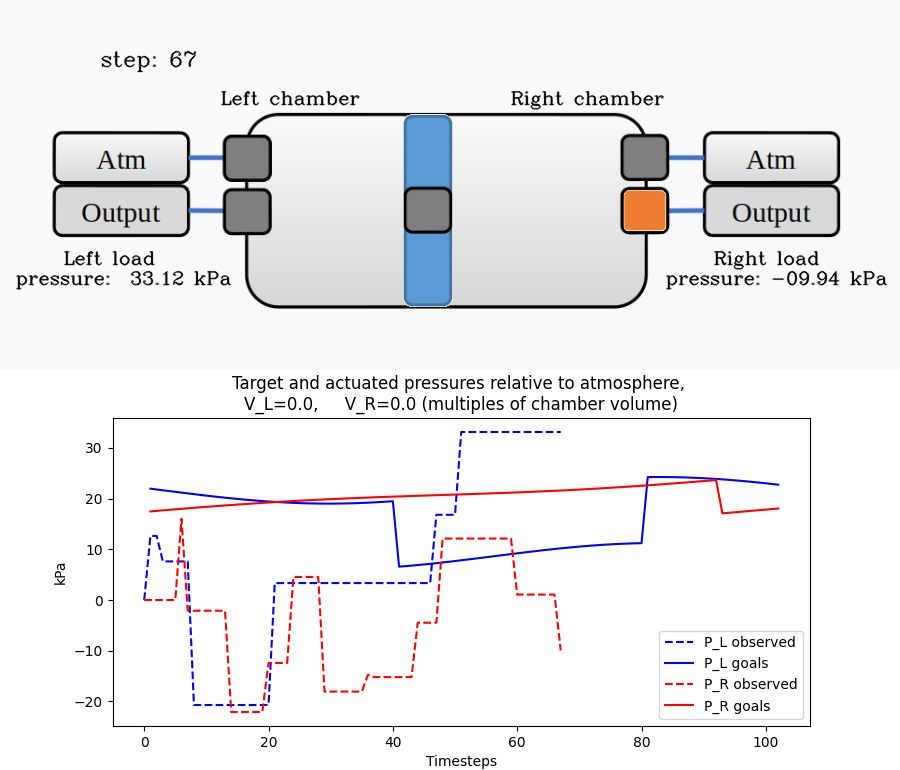 step: 67
Left chamber
Right chamber
Atm
Atm
Output
Output
Left load
pressure:  33.12 kPa
Right load
pressure: −09.94 kPa
Target and actuated pressures relative to atmosphere,
V_L=0.0,     V_R=0.0 (multiples of chamber volume)
30
20
10
0
−10
−20
kPa
P_L observed
P_L goals
P_R observed
P_R goals
0
20
40
60
80
100
Timesteps